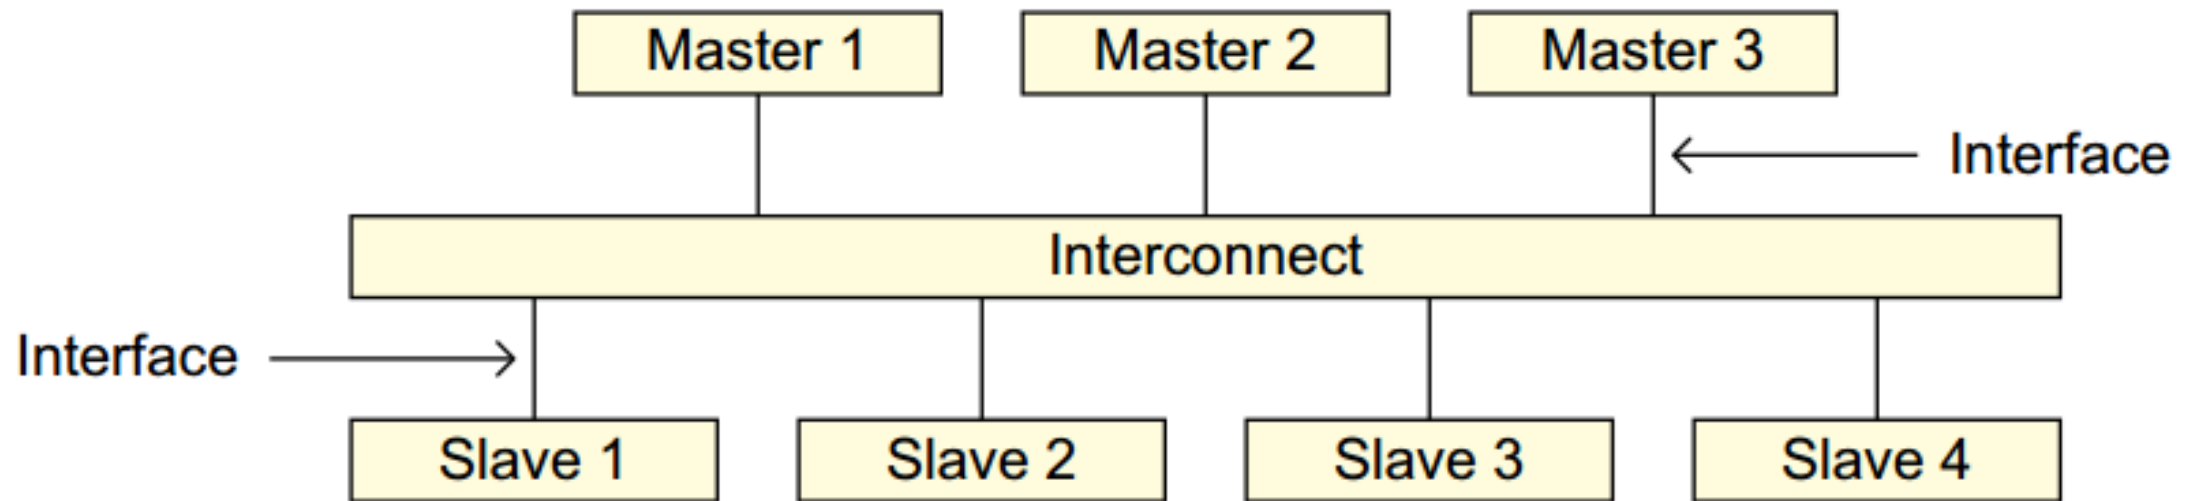 Master 1
Master 2
Master 3
Interface
Interconnect
Interface
Slave 1
Slave 2
Slave 3
Slave 4